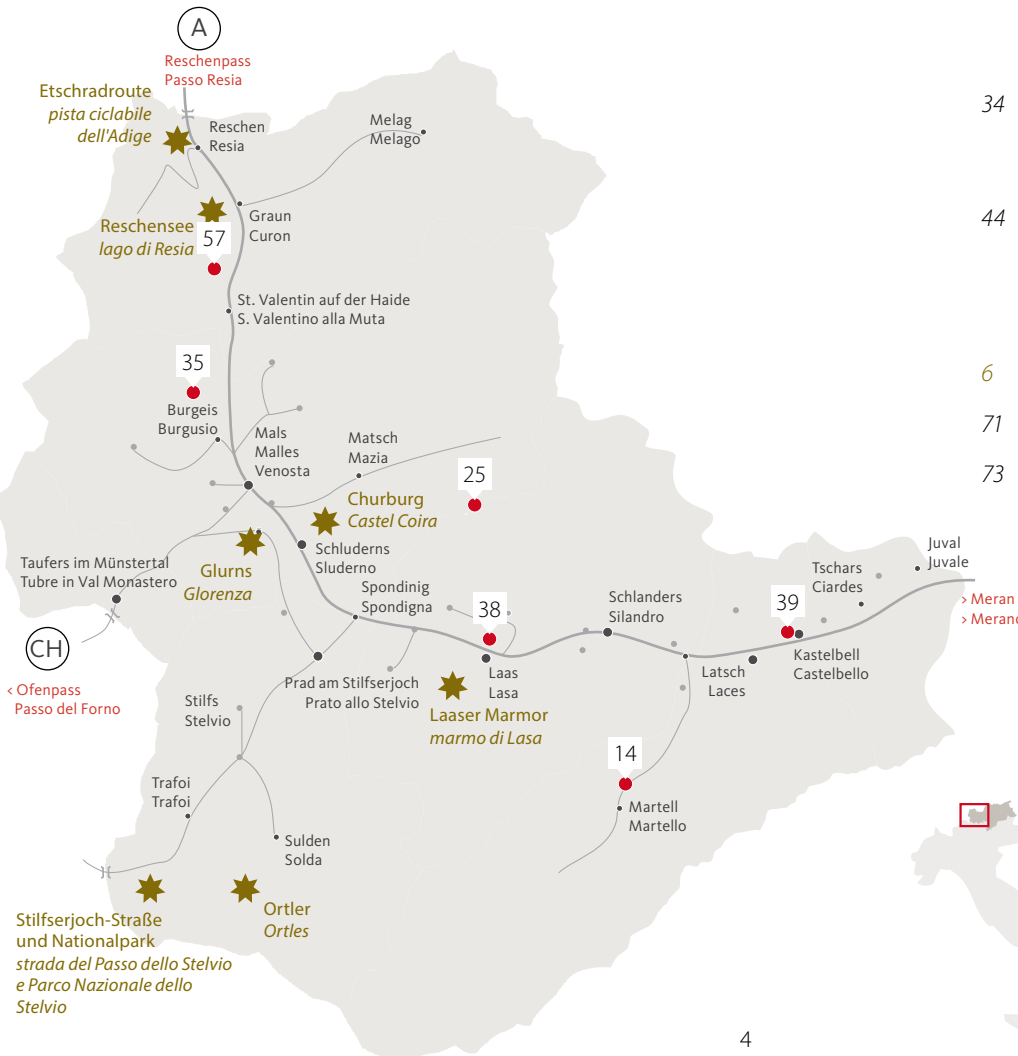 A
Reschenpass
Passo Resia
Etschradroute
pista ciclabile
dell'Adige
Reschen
Resia
Melag
Melago
34
Reschensee
lago di Resia
Graun
Curon
57
44
St. Valentin auf der Haide
S. Valentino alla Muta
35
Burgeis
Burgusio
6
71
73
Mals
Malles
Venosta
Matsch
Mazia
25
Churburg
Castel Coira
Schluderns
Sluderno
Glurns
Glorenza
Taufers im Münstertal
Tubre in Val Monastero
CH
< Ofenpass
Passo del Forno
Spondinig
Spondigna
38
Schlanders
Silandro
39
Tschars
Ciardes
Juval
Juvale
> Meran
> Merano
Kastelbell
Castelbello
Latsch
Laces
Laas
Lasa
Prad am Stilfserjoch
Prato allo Stelvio
Laaser Marmor
marmo di Lasa
Stilfs
Stelvio
14
Martell
Martello
Trafoi
Trafoi
Sulden
Solda
Ortler
Ortles
Stilfserjoch-Straße
und Nationalpark
strada del Passo dello Stelvio
e Parco Nazionale dello
Stelvio
4